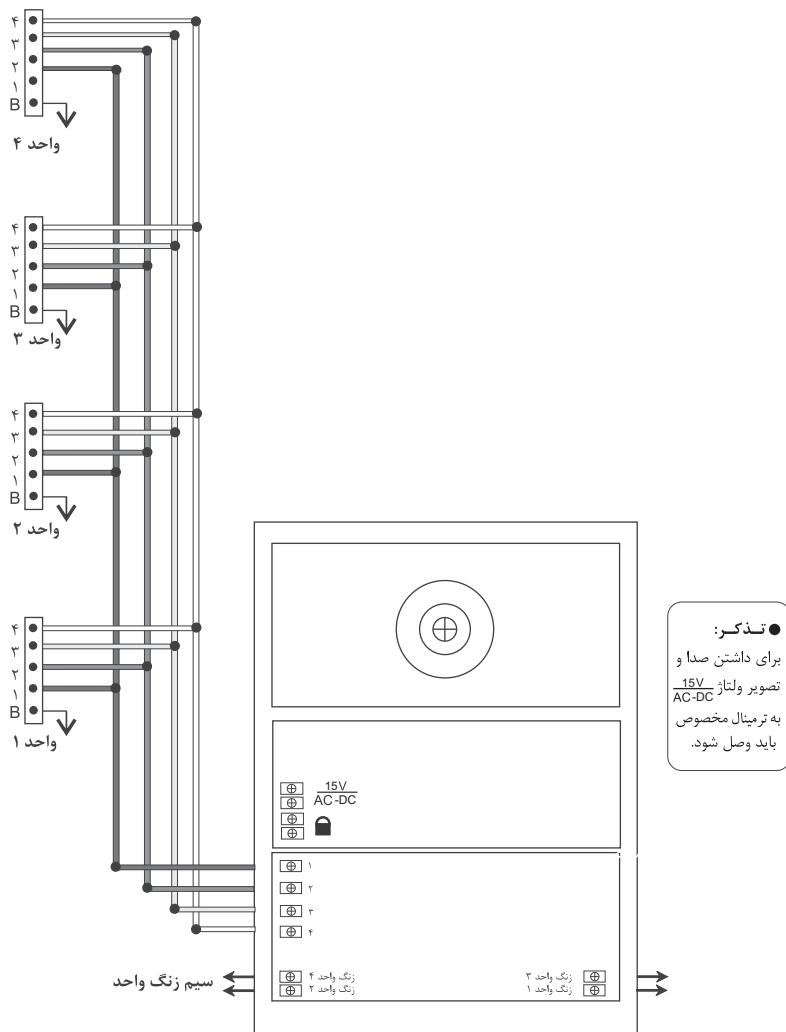 ۴
۳
۲
۱
B
واحد ۴
۴
۳
۲
۱
B
واحد ۳
۴
۳
۲
۱
B
واحد ۲
۴
۳
۲
۱
B
واحد ۱
تـذکـر:
برای داشتن صدا و
تصویر ولتاژ 15V AC-DC
به ترمینال مخصوص
باید وصل شود.
15V
AC-DC
۱
۲
۳
۴
زنگ واحد ۴
زنگ واحد ۲
زنگ واحد ۳
زنگ واحد ۱
سیم زنگ واحد